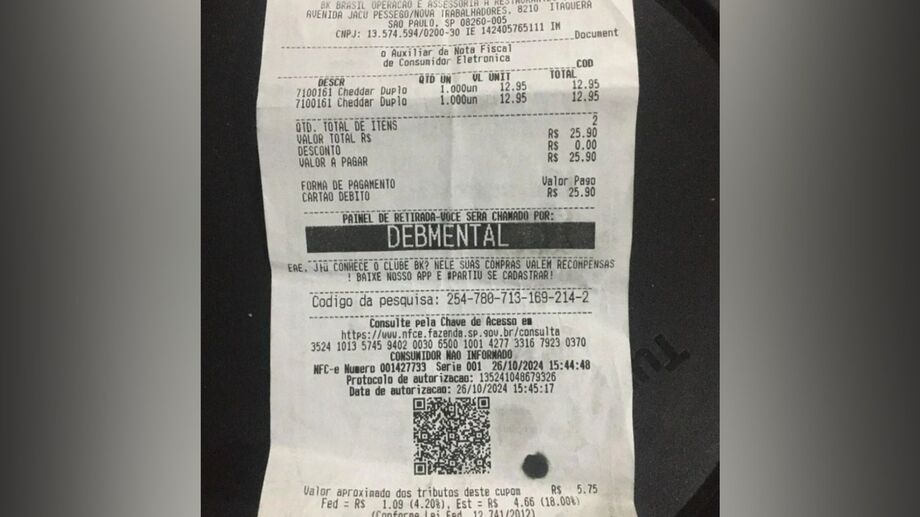 BK BRASIL OPERACAO E ASSESSORIA A RESTAURANTES
AVENIDA JACU PESSEGO/NOVA TRABALHADORES, 8210 ITAQUERA
SAO PAULO, SP 08260-005
CNPJ: 13.574.594/0200-30 IE 142405765111 IM
Document
o Auxiliar da Nota Fiscal
de Consumidor Eletronica
COD
DESCR QTD UN VL UNIT TOTAL
7100161 Cheddar Duplo 1.000un 12.95 12.95
7100161 Cheddar Duplo 1.000un 12.95 12.95
QTD. TOTAL DE ITENS 2
VALOR TOTAL R$ R$ 25.90
DESCONTO R$ 0.00
VALOR A PAGAR R$ 25.90
FORMA DE PAGAMENTO Valor Pago
CARTAO DEBITO R$ 25.90
PAINEL DE RETIRADA-VOCE SERA CHAMADO POR:
DEBMENTAL
CONHECE O CLUBE BK? NELE SUAS COMPRAS VALEM RECOMPENSAS
! BAIXE NOSSO APP E #PARTIU SE CADASTRAR!
Codigo da pesquisa: 254-780-713-169-214-2
Consulte pela Chave de Acesso em
https://www.nfce.fazenda.sp.gov.br/consulta
3524 1013 5745 9402 0030 6500 1001 4277 3316 7923 0370
CONSUMIDOR NAO INFORMADO
NFC-e Numero 001427733 Serie 001 26/10/2024 15:44:48
Protocolo de autorizacao: 135241048679326
Data de autorizacao: 26/10/2024 15:45:17
Valor aproximado dos tributos deste cupom R$ 5.75
Fed = R$ 1.09 (4.20%), Est = R$ 4.66 (18.00%)
(Conforme Lei Fed. 12.741/2012)